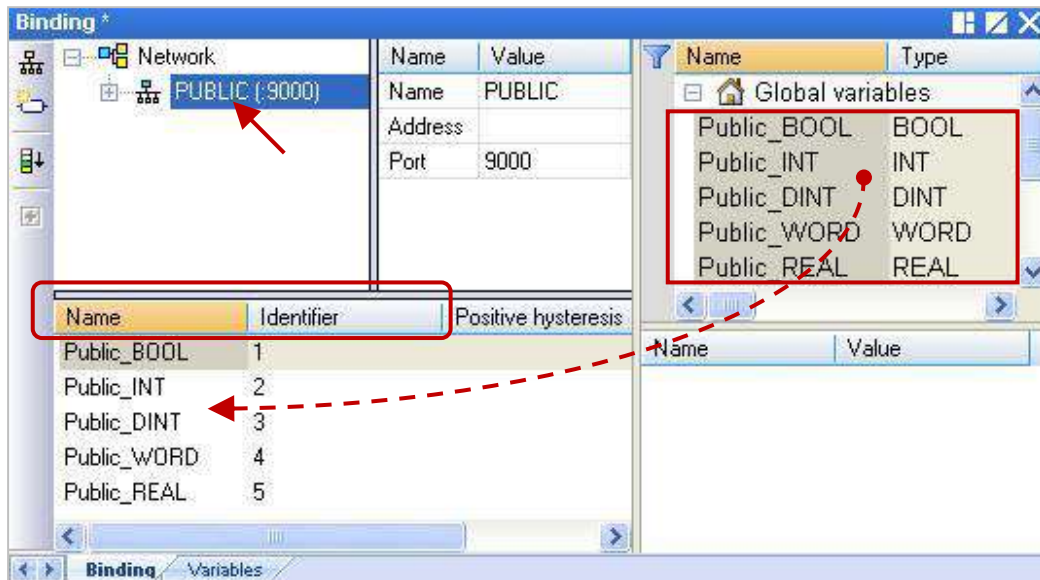 Binding *
Network
PUBLIC (:9000)
Name Value
Name PUBLIC
Address
Port 9000
Name Type
Global variables
Public_BOOL BOOL
Public_INT INT
Public_DINT DINT
Public_WORD WORD
Public_REAL REAL
Name Identifier Positive hysteresis
Public_BOOL 1
Public_INT 2
Public_DINT 3
Public_WORD 4
Public_REAL 5
Name Value
Binding Variables